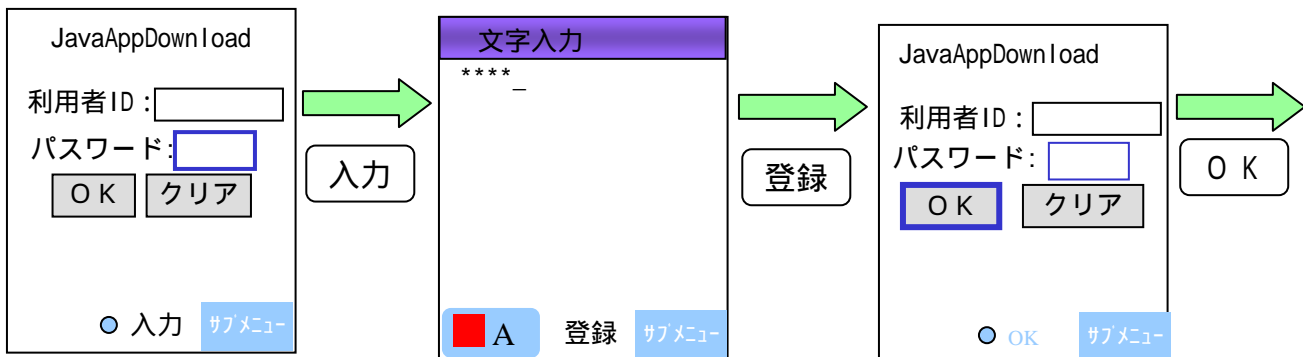 JavaAppDownload
利用者ID:
パスワード:
OK クリア
入力 サブメニュー
入力
文字入力
****_
A 登録 サブメニュー
登録
JavaAppDownload
利用者ID:
パスワード:
OK クリア
OK サブメニュー
OK